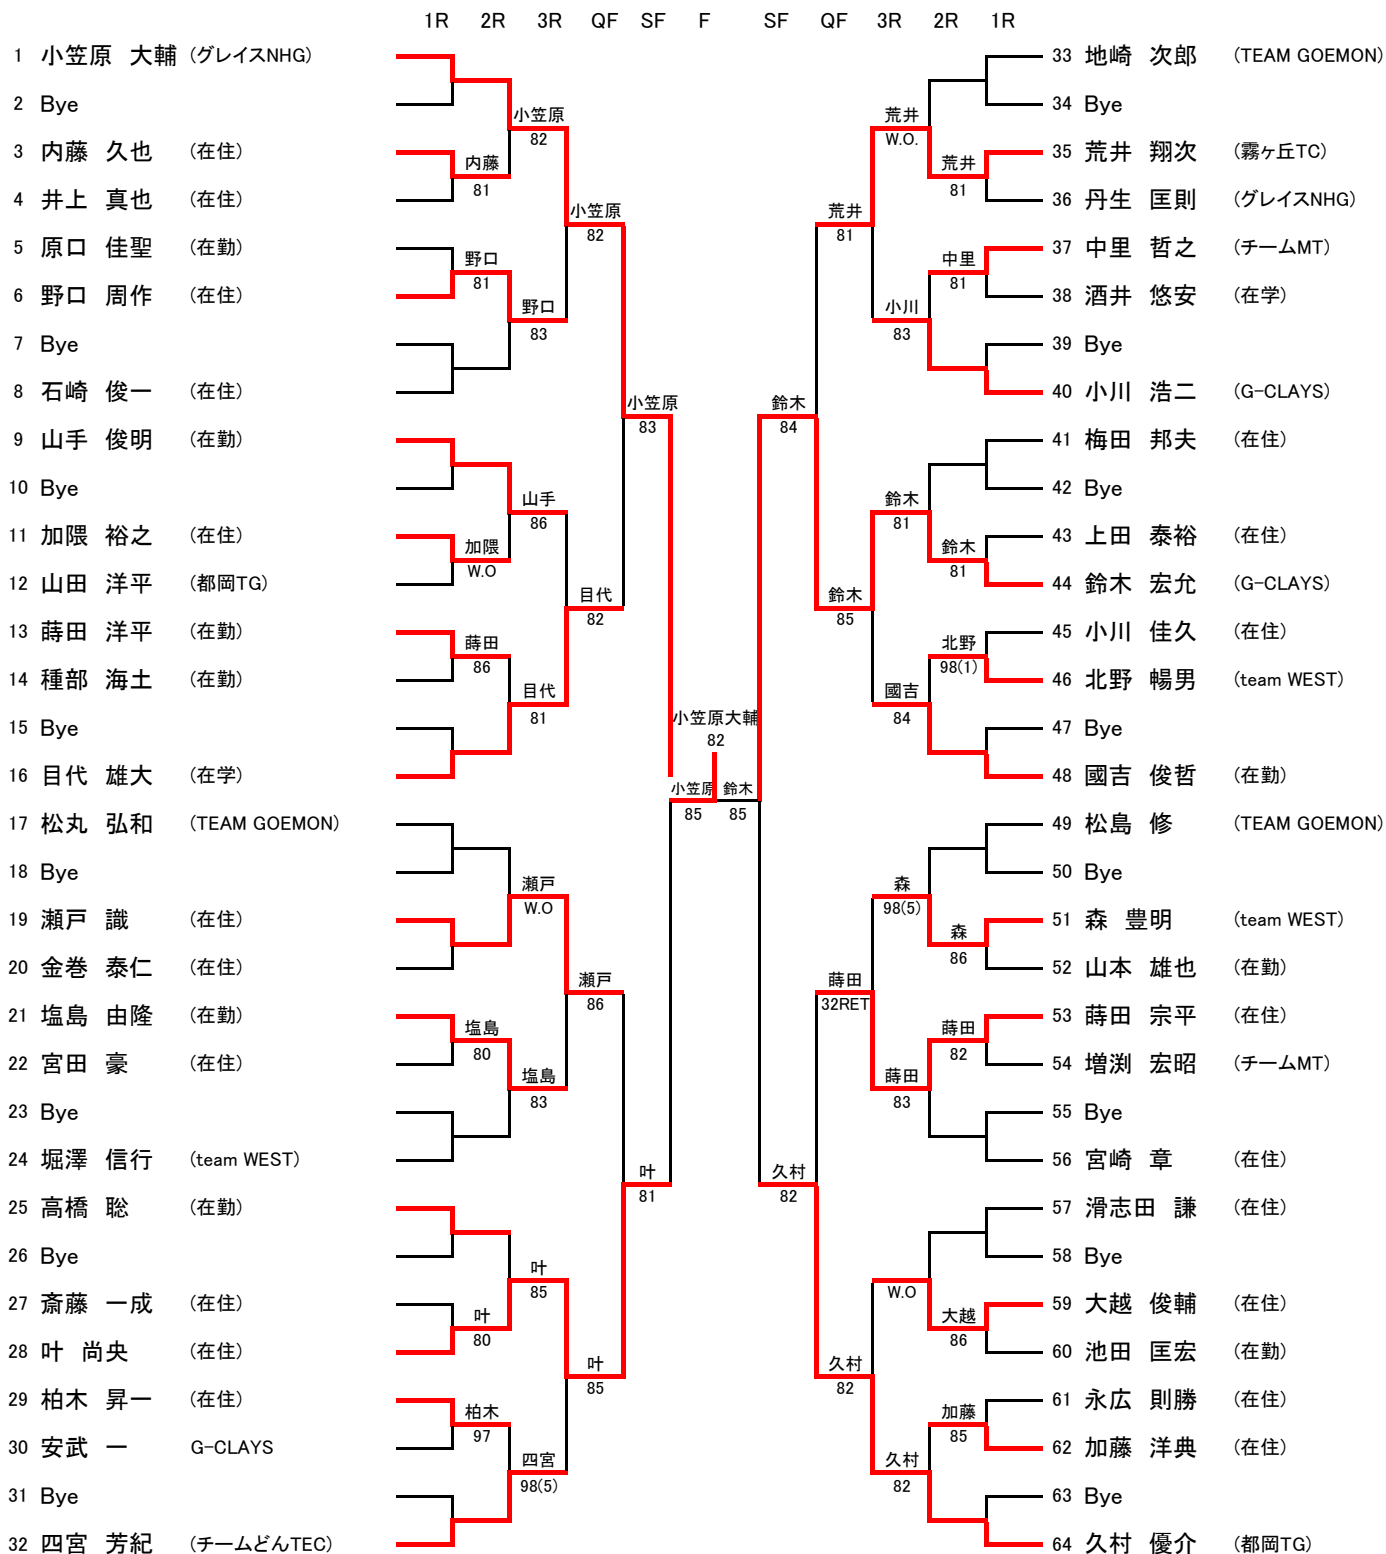 1R 2R 3R QF SF F SF QF 3R 2R 1R
1 小笠原 大輔 (グレイスNHG)
2 Bye
3 内藤 久也 (在住)
4 井上 真也 (在住)
5 原口 佳聖 (在勤)
6 野口 周作 (在住)
7 Bye
8 石崎 俊一 (在住)
9 山手 俊明 (在勤)
10 Bye
11 加隈 裕之 (在住)
12 山田 洋平 (都岡TG)
13 蒔田 洋平 (在勤)
14 種部 海土 (在勤)
15 Bye
16 目代 雄大 (在学)
17 松丸 弘和 (TEAM GOEMON)
18 Bye
19 瀬戸 識 (在住)
20 金巻 泰仁 (在住)
21 塩島 由隆 (在勤)
22 宮田 豪 (在住)
23 Bye
24 堀澤 信行 (team WEST)
25 高橋 聡 (在勤)
26 Bye
27 斎藤 一成 (在住)
28 叶 尚央 (在住)
29 柏木 昇一 (在住)
30 安武 一 G-CLAYS
31 Bye
32 四宮 芳紀 (チームどんTEC)
内藤
81
野口
81
加隈
W.O
蒔田
86
塩島
80
叶
80
柏木
97
小笠原
82
野口
83
山手
86
目代
81
瀬戸
W.O
塩島
83
叶
85
四宮
98(5)
小笠原
82
目代
82
瀬戸
86
叶
85
小笠原
83
叶
81
小笠原大輔
82
小笠原 鈴木
85 85
鈴木
84
久村
82
荒井
81
鈴木
85
蒔田
32RET
久村
82
荒井
W.O.
小川
83
鈴木
81
國吉
84
森
98(5)
蒔田
83
W.O
久村
82
荒井
81
中里
81
鈴木
81
北野
98(1)
森
86
蒔田
82
大越
86
加藤
85
33 地崎 次郎 (TEAM GOEMON)
34 Bye
35 荒井 翔次 (霧ヶ丘TC)
36 丹生 匡則 (グレイスNHG)
37 中里 哲之 (チームMT)
38 酒井 悠安 (在学)
39 Bye
40 小川 浩二 (G-CLAYS)
41 梅田 邦夫 (在住)
42 Bye
43 上田 泰裕 (在住)
44 鈴木 宏允 (G-CLAYS)
45 小川 佳久 (在住)
46 北野 暢男 (team WEST)
47 Bye
48 國吉 俊哲 (在勤)
49 松島 修 (TEAM GOEMON)
50 Bye
51 森 豊明 (team WEST)
52 山本 雄也 (在勤)
53 蒔田 宗平 (在住)
54 増渕 宏昭 (チームMT)
55 Bye
56 宮崎 章 (在住)
57 滑志田 謙 (在住)
58 Bye
59 大越 俊輔 (在住)
60 池田 匡宏 (在勤)
61 永広 則勝 (在住)
62 加藤 洋典 (在住)
63 Bye
64 久村 優介 (都岡TG)